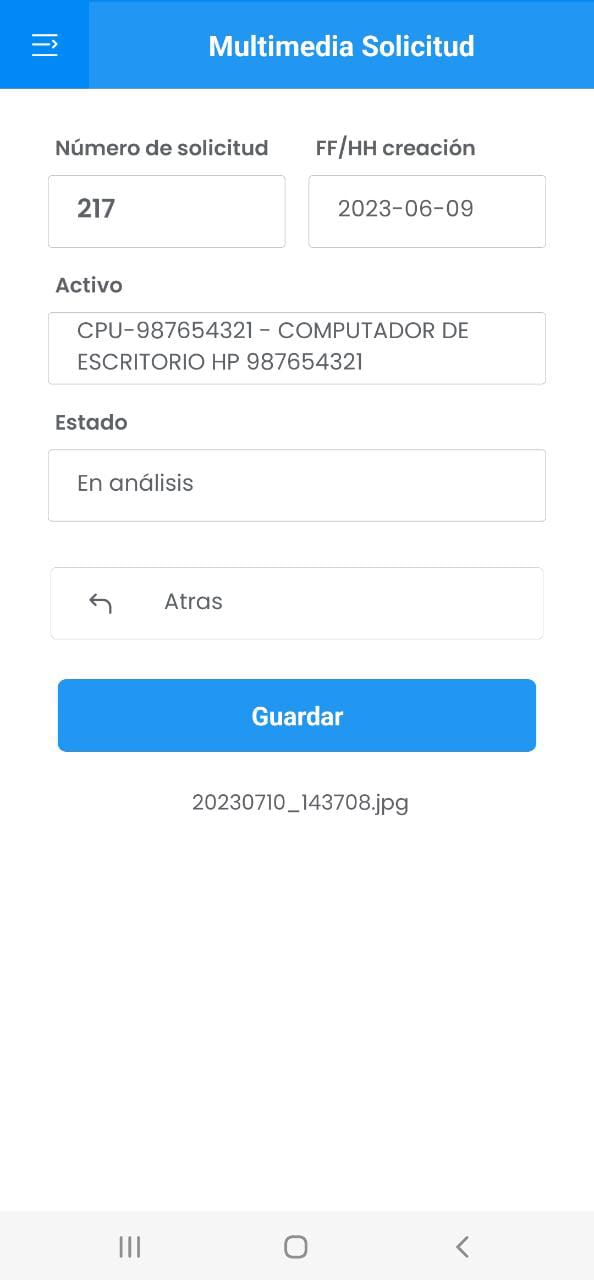 Multimedia Solicitud
Número de solicitud
FF/HH creación
217
2023-06-09
Activo
CPU-987654321 - COMPUTADOR DE
ESCRITORIO HP 987654321
Estado
En análisis
Atras
Guardar
20230710_143708.jpg